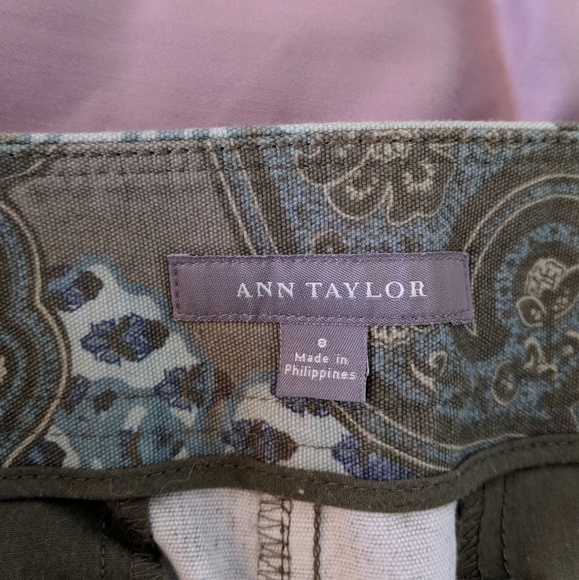 ANN TAYLOR
8
Made in
Philippines